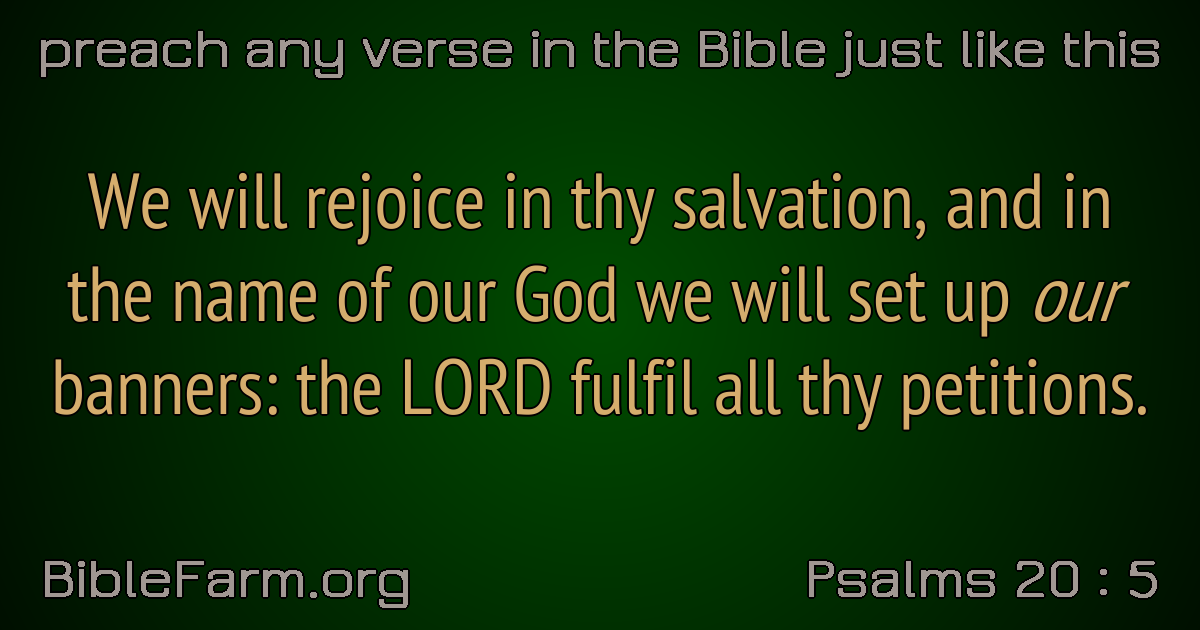 preach any verse in the Bible just like this
We will rejoice in thy salvation, and in
the name of our God we will set up our
banners: the LORD fulfil all thy petitions.
BibleFarm.org
Psalms 20 : 5